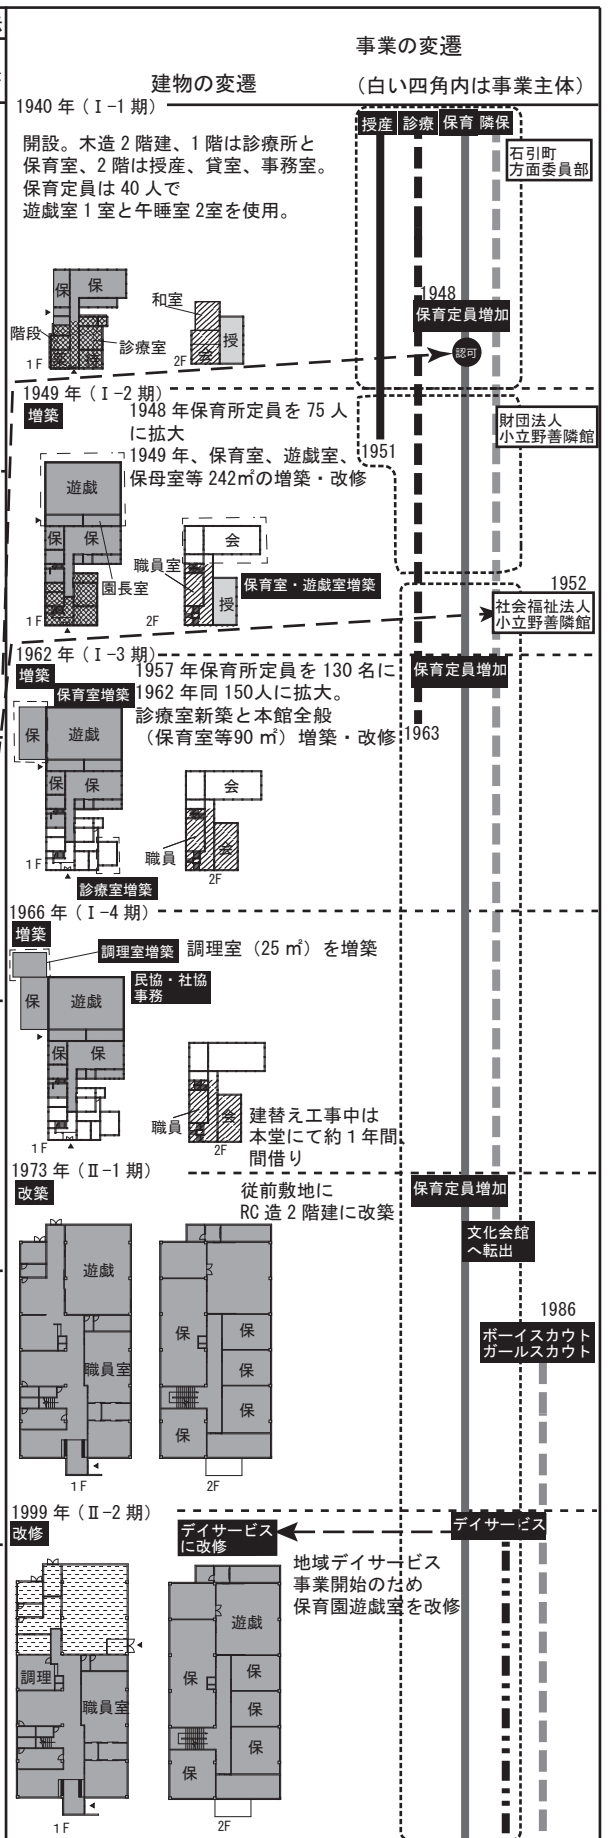 事業の変遷
建物の変遷
（白い四角内は事業主体）
1940 年（Ⅰ-1 期）
授産
診療
保育
隣保
開設。木造 2 階建、1 階は診療所と
保育室、2 階は授産、貸室、事務室。
保育定員は 40 人で
遊戯室 1 室と午睡室 2室を使用。
石引町
方面委員部
保
保
和室
階段
診療室
授
会
1F
2F
1948
保育定員増加
認可
1949 年（Ⅰ-2 期）
増築
1948 年保育所定員を 75 人
に拡大
1949 年、保育室、遊戯室、
保母室等 242㎡の増築・改修
1951
財団法人
小立野善隣館
遊戯
保
保
園長室
会
職員室
授
保育室・遊戯室増築
1F
2F
1952
社会福祉法人
小立野善隣館
1962 年（Ⅰ-3 期）
増築
保育室増築
1957 年保育所定員を 130 名に
1962 年同 150人に拡大。
診療室新築と本館全般
（保育室等90 ㎡）増築・改修
保育定員増加
1963
保
遊戯
保
保
会
職員
会
1F
2F
診療室増築
1966 年（Ⅰ-4 期）
増築
調理室増築
調理室（25 ㎡）を増築
民協・社協
事務
保
遊戯
保
保
職員
会
1F
2F
建替え工事中は
本堂にて約 1 年間
間借り
1973 年（Ⅱ-1 期）
改築
従前敷地に
RC 造 2 階建に改築
保育定員増加
文化会館
へ転出
遊戯
職員室
保
保
保
保
保
1F
2F
1986
ボーイスカウト
ガールスカウト
1999 年（Ⅱ-2 期）
改修
デイサービス
に改修
デイサービス
地域デイサービス
事業開始のため
保育園遊戯室を改修
調理
職員室
遊戯
保
保
保
保
保
1F
2F